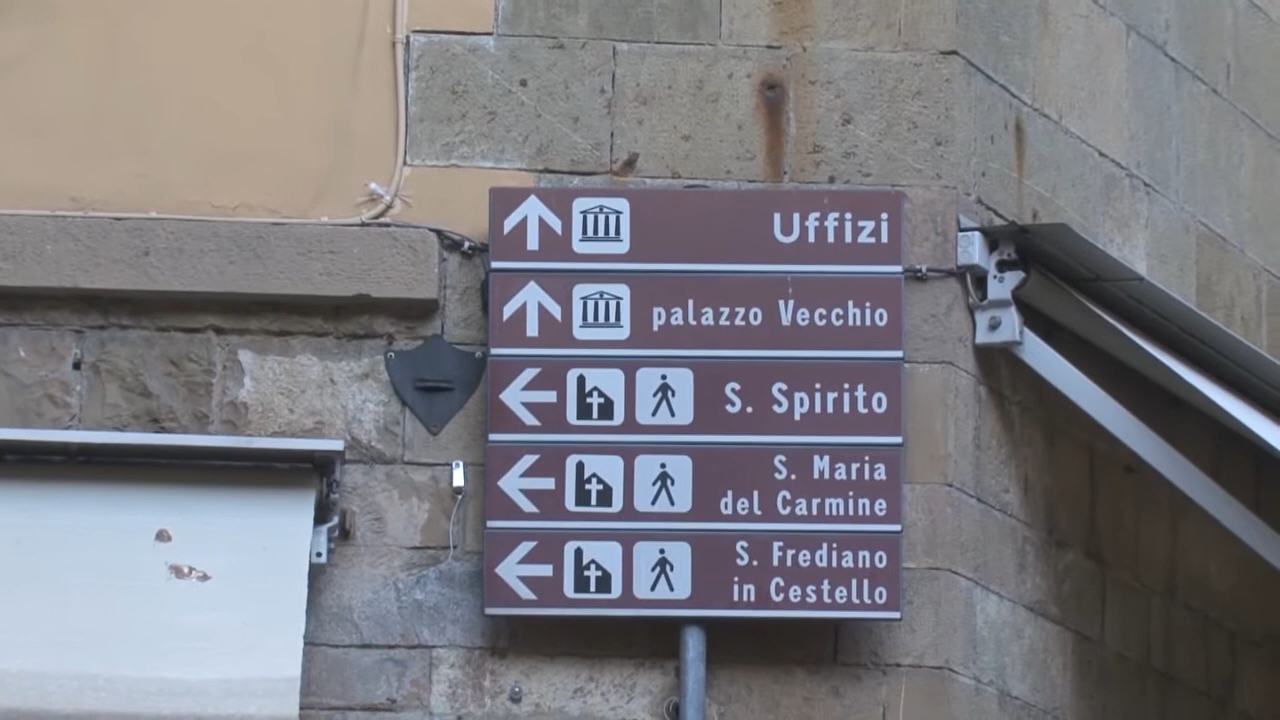 Uffizi
palazzo Vecchio
S. Spirito
S. Maria
del Carmine
S. Frediano
in Cestello